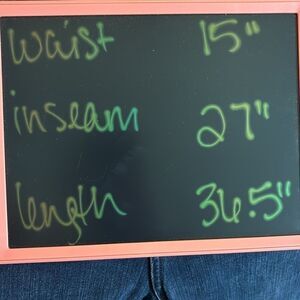 waist 15"
inseam 27"
length 36.5"